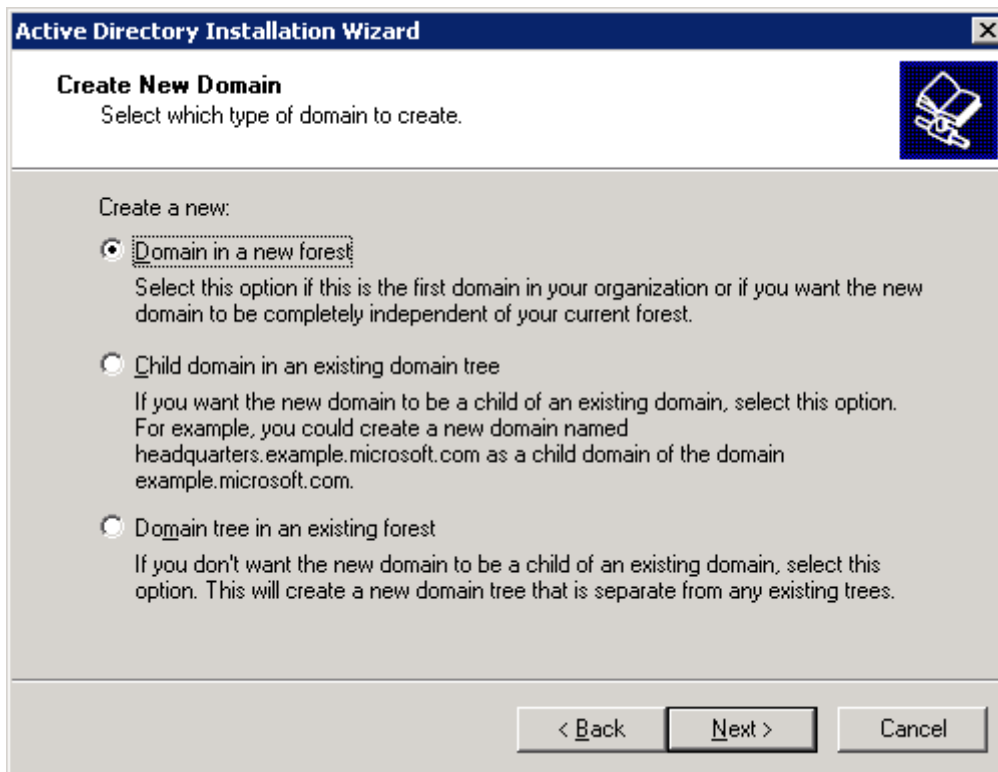 Active Directory Installation Wizard
Create New Domain
Select which type of domain to create.
Create a new:
Domain in a new forest
Select this option if this is the first domain in your organization or if you want the new
domain to be completely independent of your current forest.
Child domain in an existing domain tree
If you want the new domain to be a child of an existing domain, select this option.
For example, you could create a new domain named
headquarters.example.microsoft.com as a child domain of the domain
example.microsoft.com.
Domain tree in an existing forest
If you don't want the new domain to be a child of an existing domain, select this
option. This will create a new domain tree that is separate from any existing trees.
< Back Next > Cancel